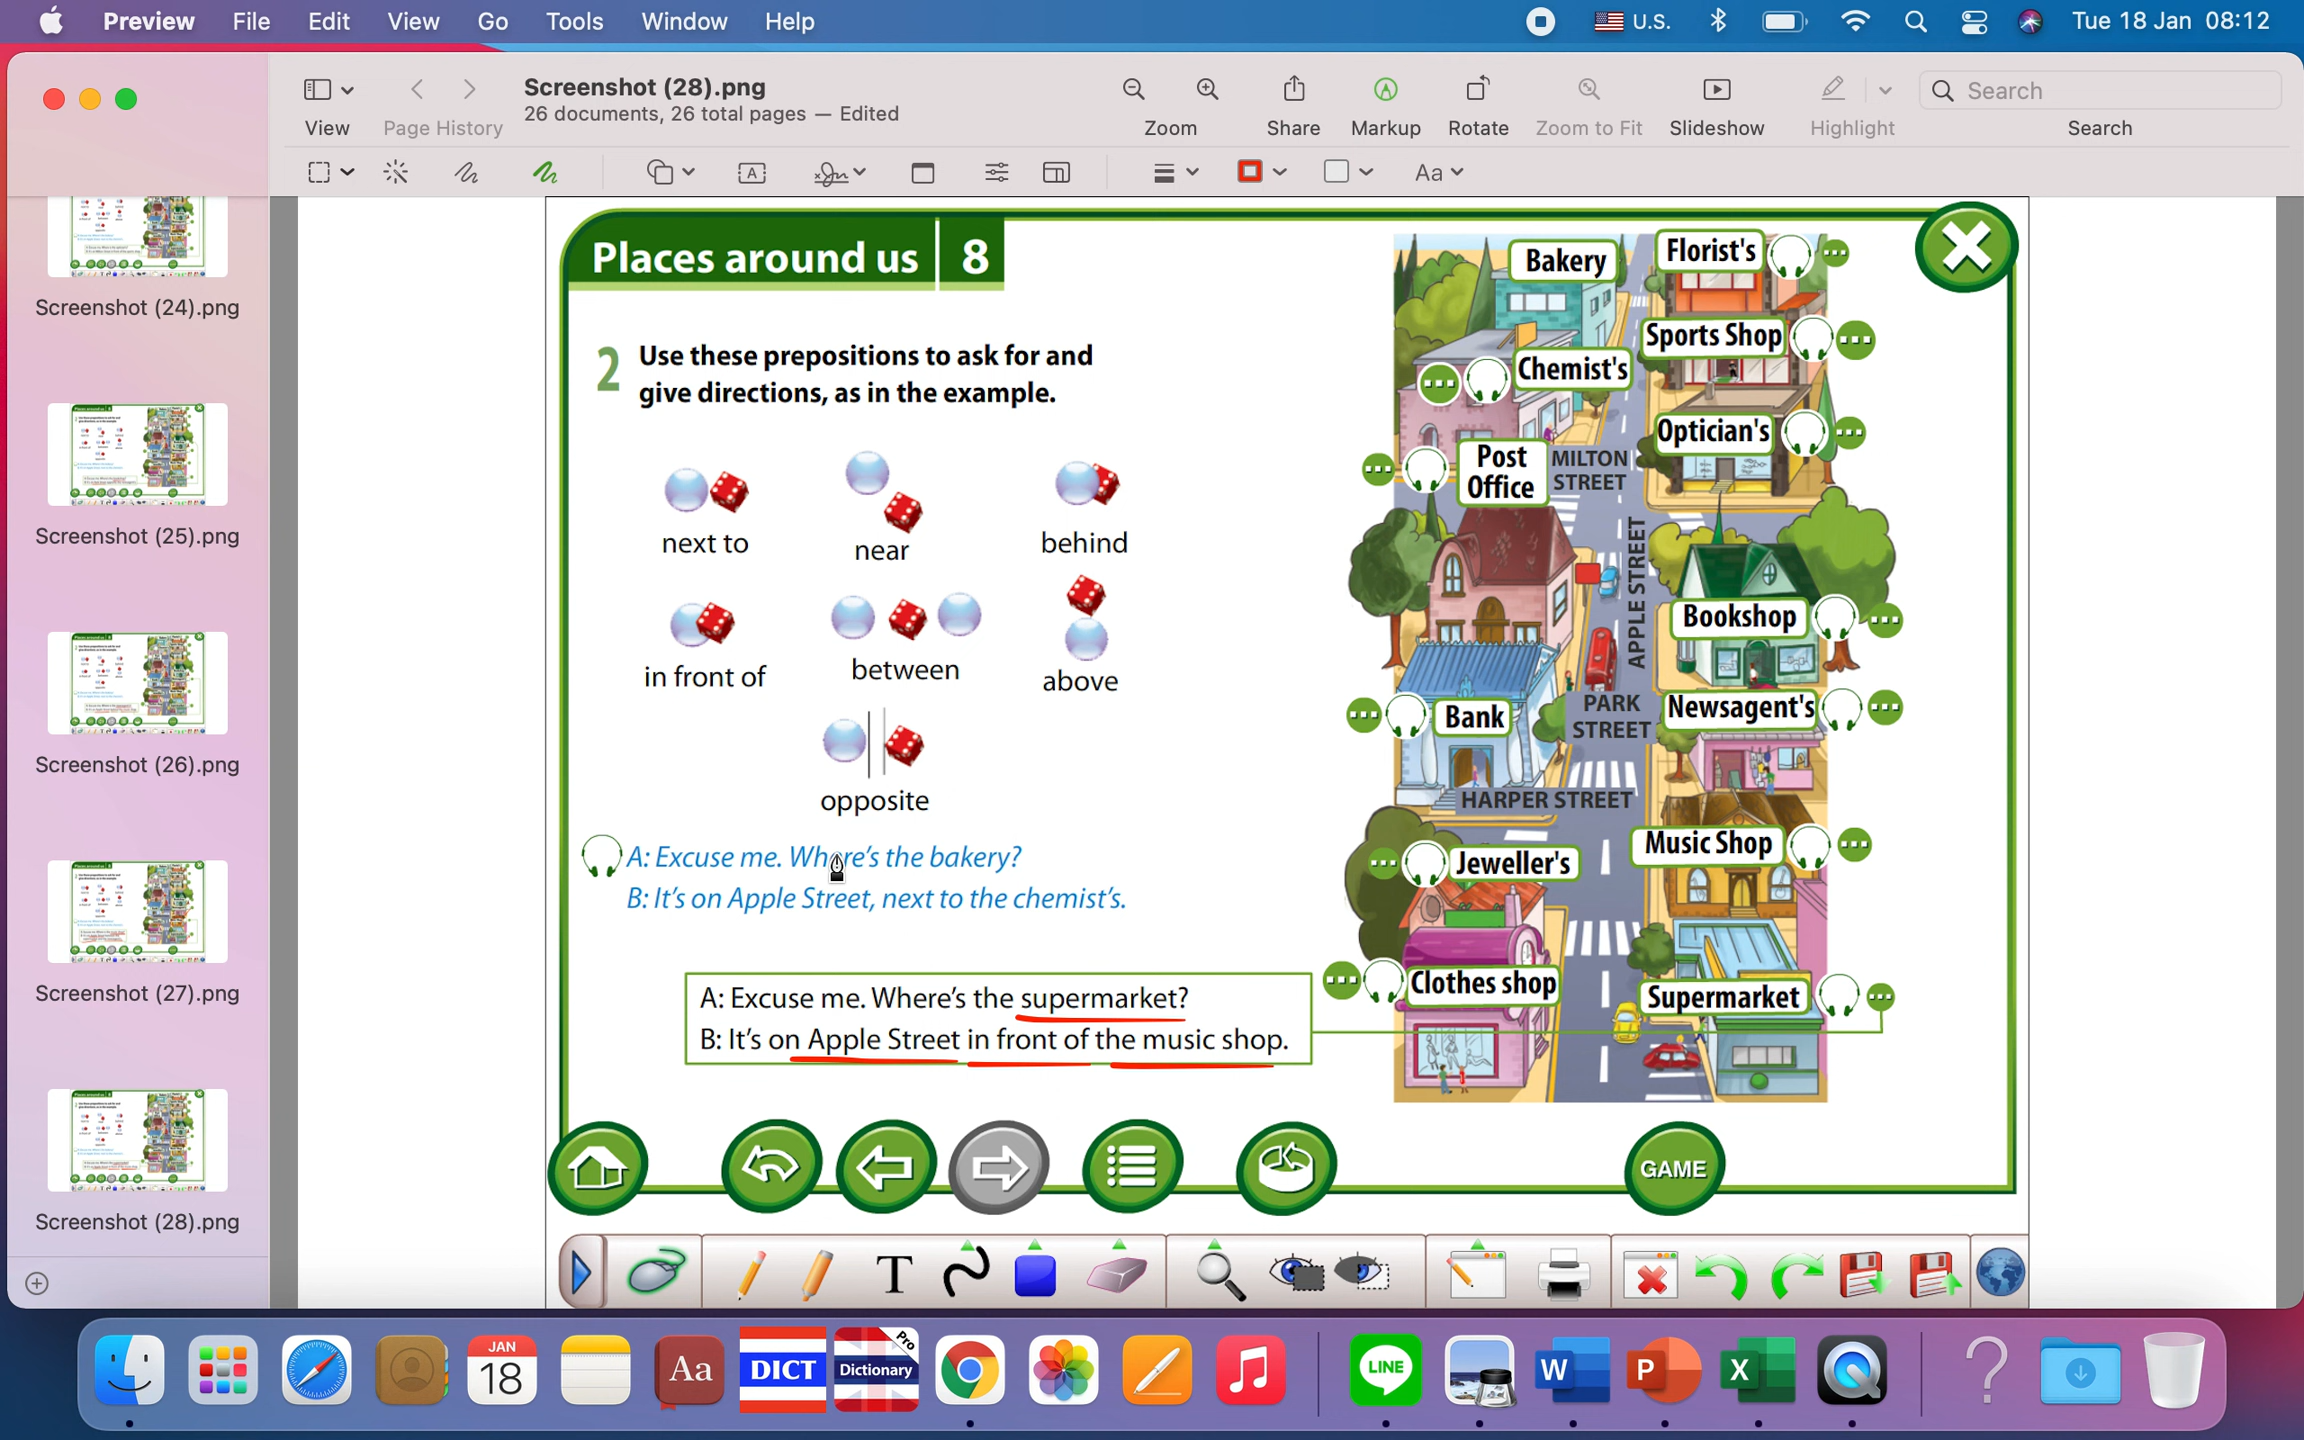 Preview File Edit View Go Tools Window Help U.S. Tue 18 Jan 08:12
Screenshot (28).png
26 documents, 26 total pages — Edited
View Page History Zoom Share Markup Rotate Zoom to Fit Slideshow Highlight Search
Search
A Aa
Screenshot (24).png
Screenshot (25).png
Screenshot (26).png
Screenshot (27).png
Screenshot (28).png
Places around us 8
2 Use these prepositions to ask for and
give directions, as in the example.
next to near behind
in front of between above
opposite
A: Excuse me. Where's the bakery?
B: It's on Apple Street, next to the chemist's.
A: Excuse me. Where's the supermarket?
B: It's on Apple Street in front of the music shop.
Bakery
Florist's
Sports Shop
Chemist's
Optician's
Post
Office
MILTON
STREET
APPLE STREET
Bookshop
Bank
PARK
STREET
Newsagent's
HARPER STREET
Music Shop
Jeweller's
Clothes shop
Supermarket
GAME
T
JAN
18
Aa
DICT
Dictionary
Pro
LINE
W
P
X